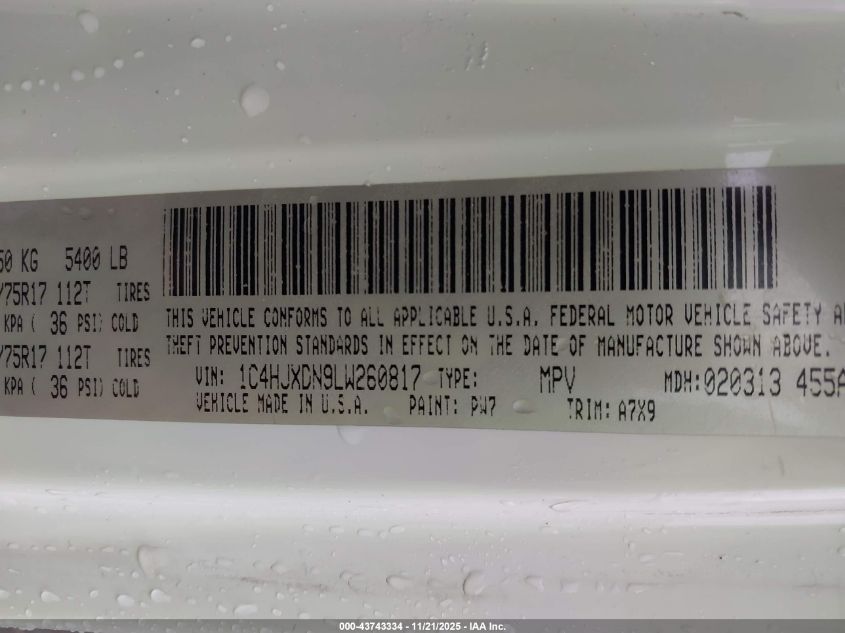 50 KG 5400 LB
/75R17 112T TIRES
KPA ( 36 PSI) COLD
/75R17 112T TIRES
KPA ( 36 PSI) COLD
THIS VEHICLE CONFORMS TO ALL APPLICABLE U.S.A. FEDERAL MOTOR VEHICLE SAFETY
THEFT PREVENTION STANDARDS IN EFFECT ON THE DATE OF MANUFACTURE SHOWN ABOVE.
VIN: 1C4HJXDN9LW260817 TYPE: MPV MDH:020313 455A
VEHICLE MADE IN U.S.A. PAINT: PW7 TRIM: A7X9
000-43743334 - 11/21/2025 - IAA Inc.